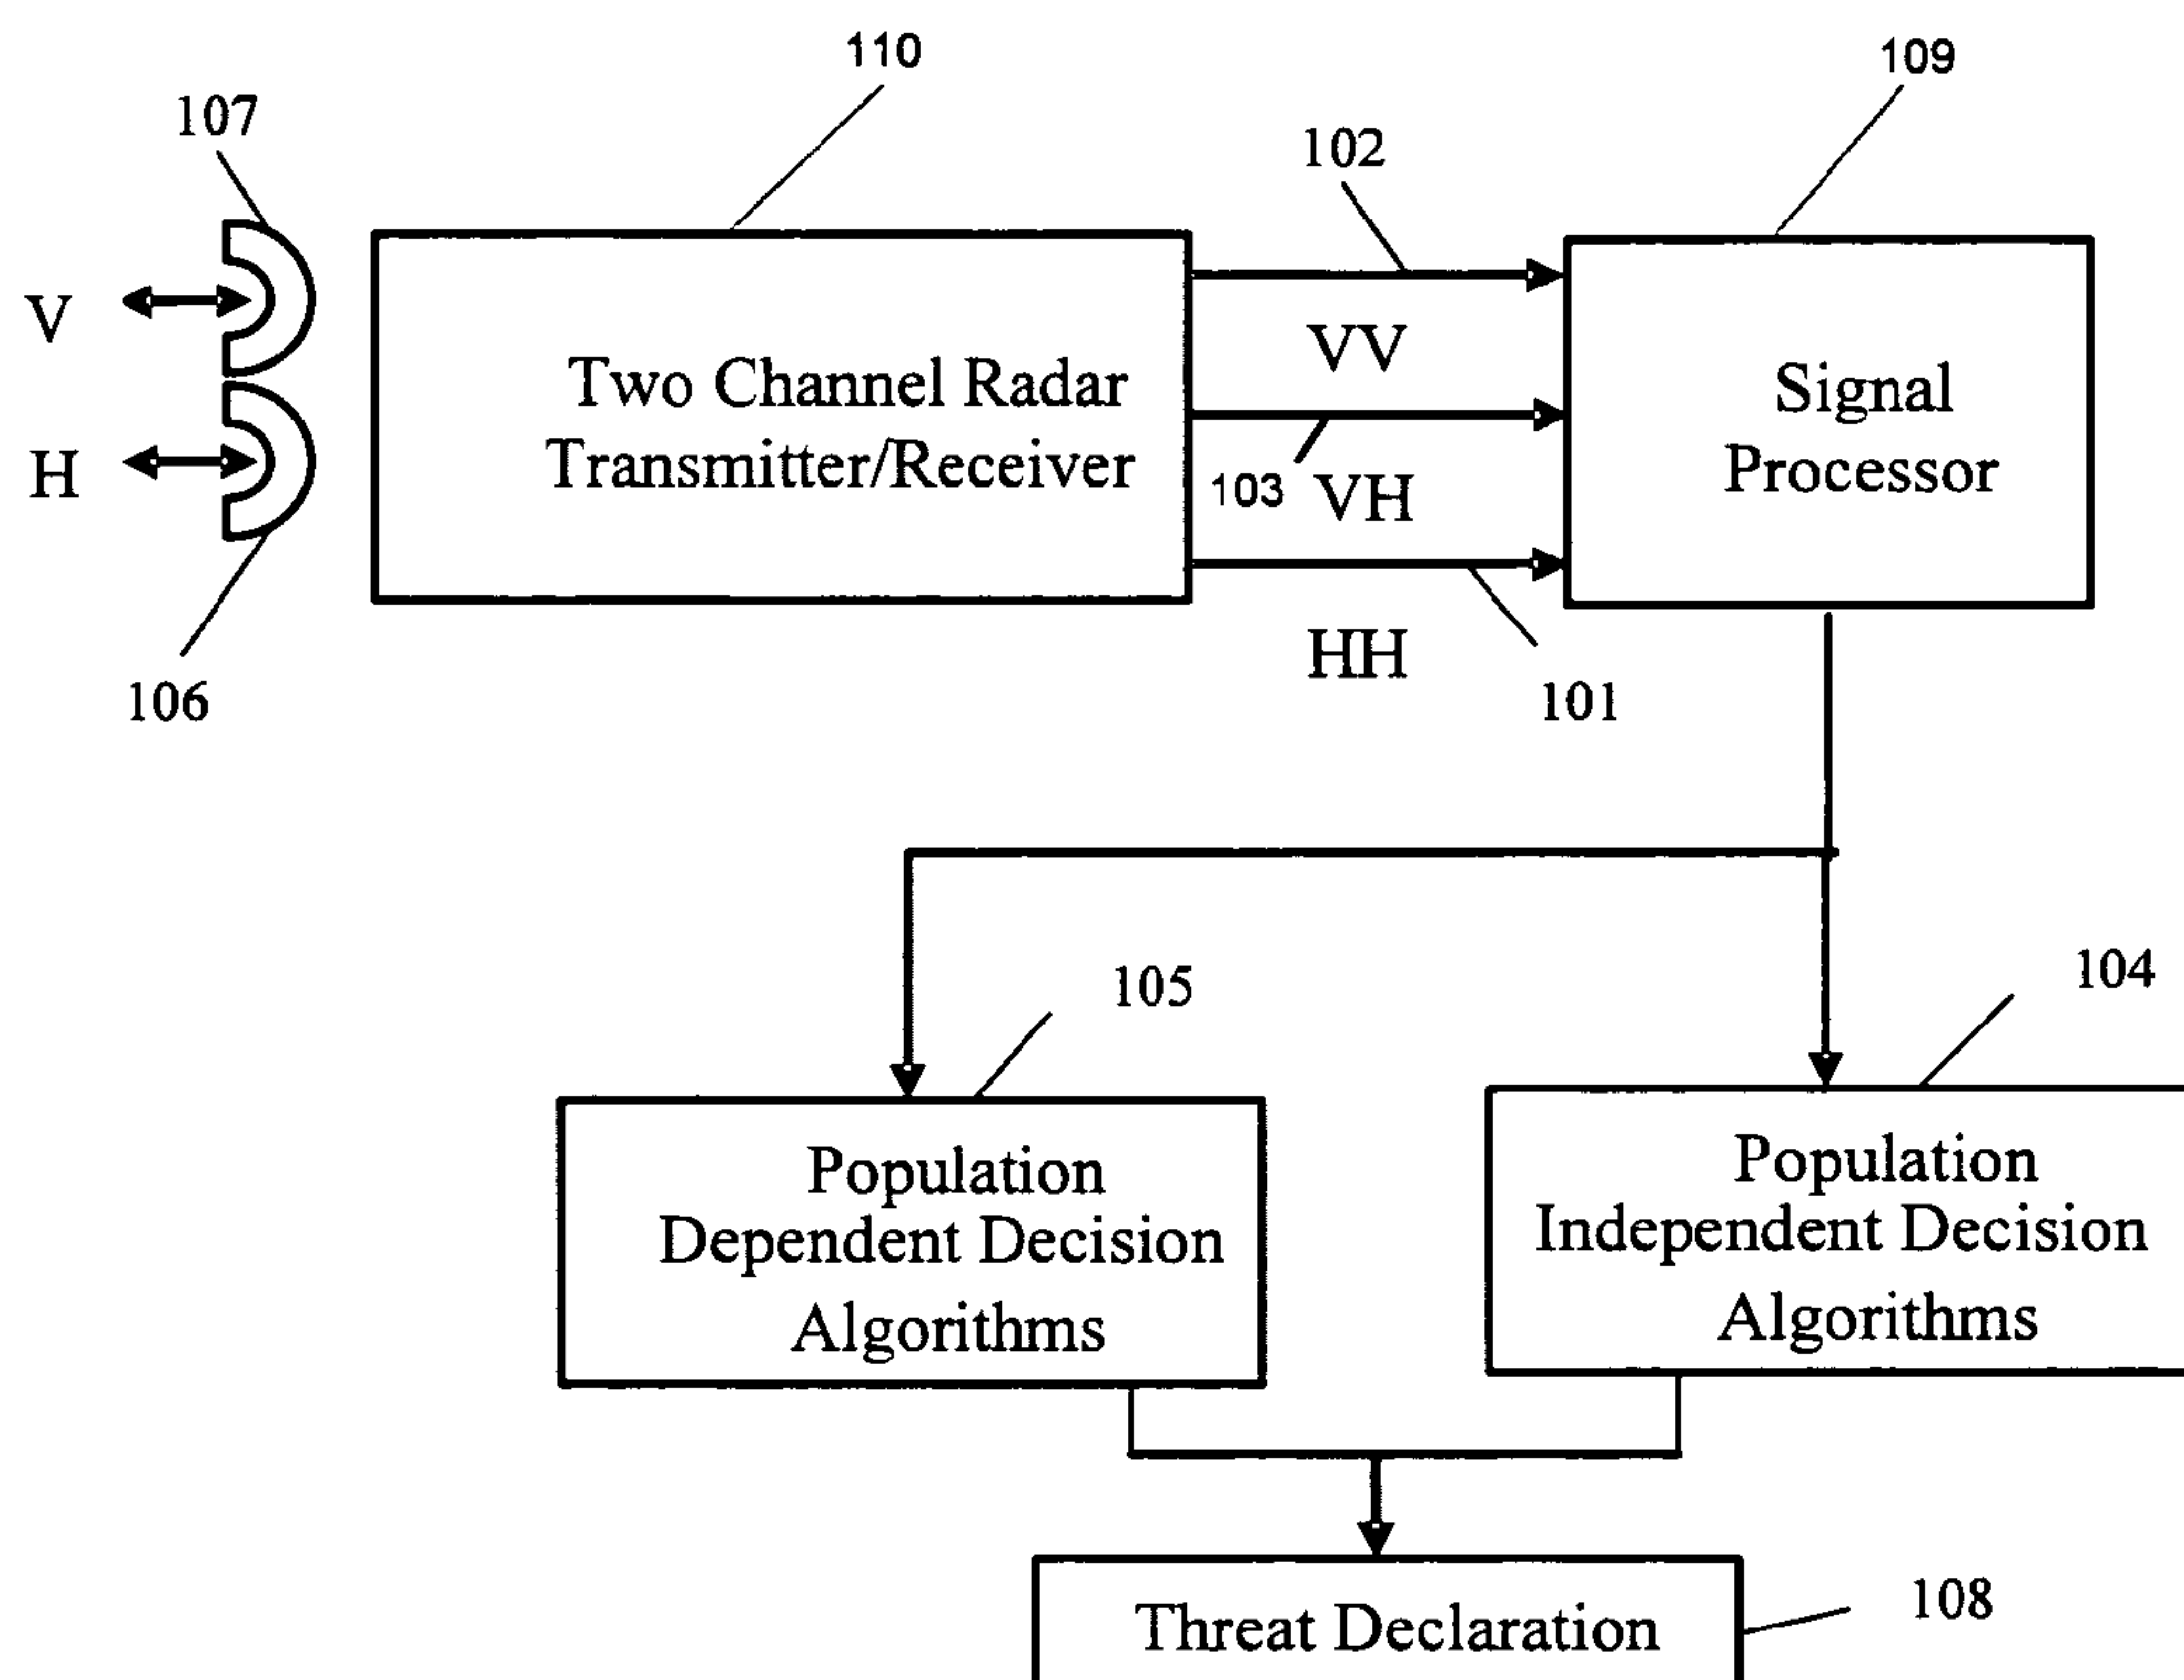 110
109
107
102
V
Two Channel Radar
Transmitter/Receiver
VV
Signal
Processor
H
103 VH
HH
106
101
105
104
Population
Dependent Decision
Algorithms
Population
Independent Decision
Algorithms
Threat Declaration
108